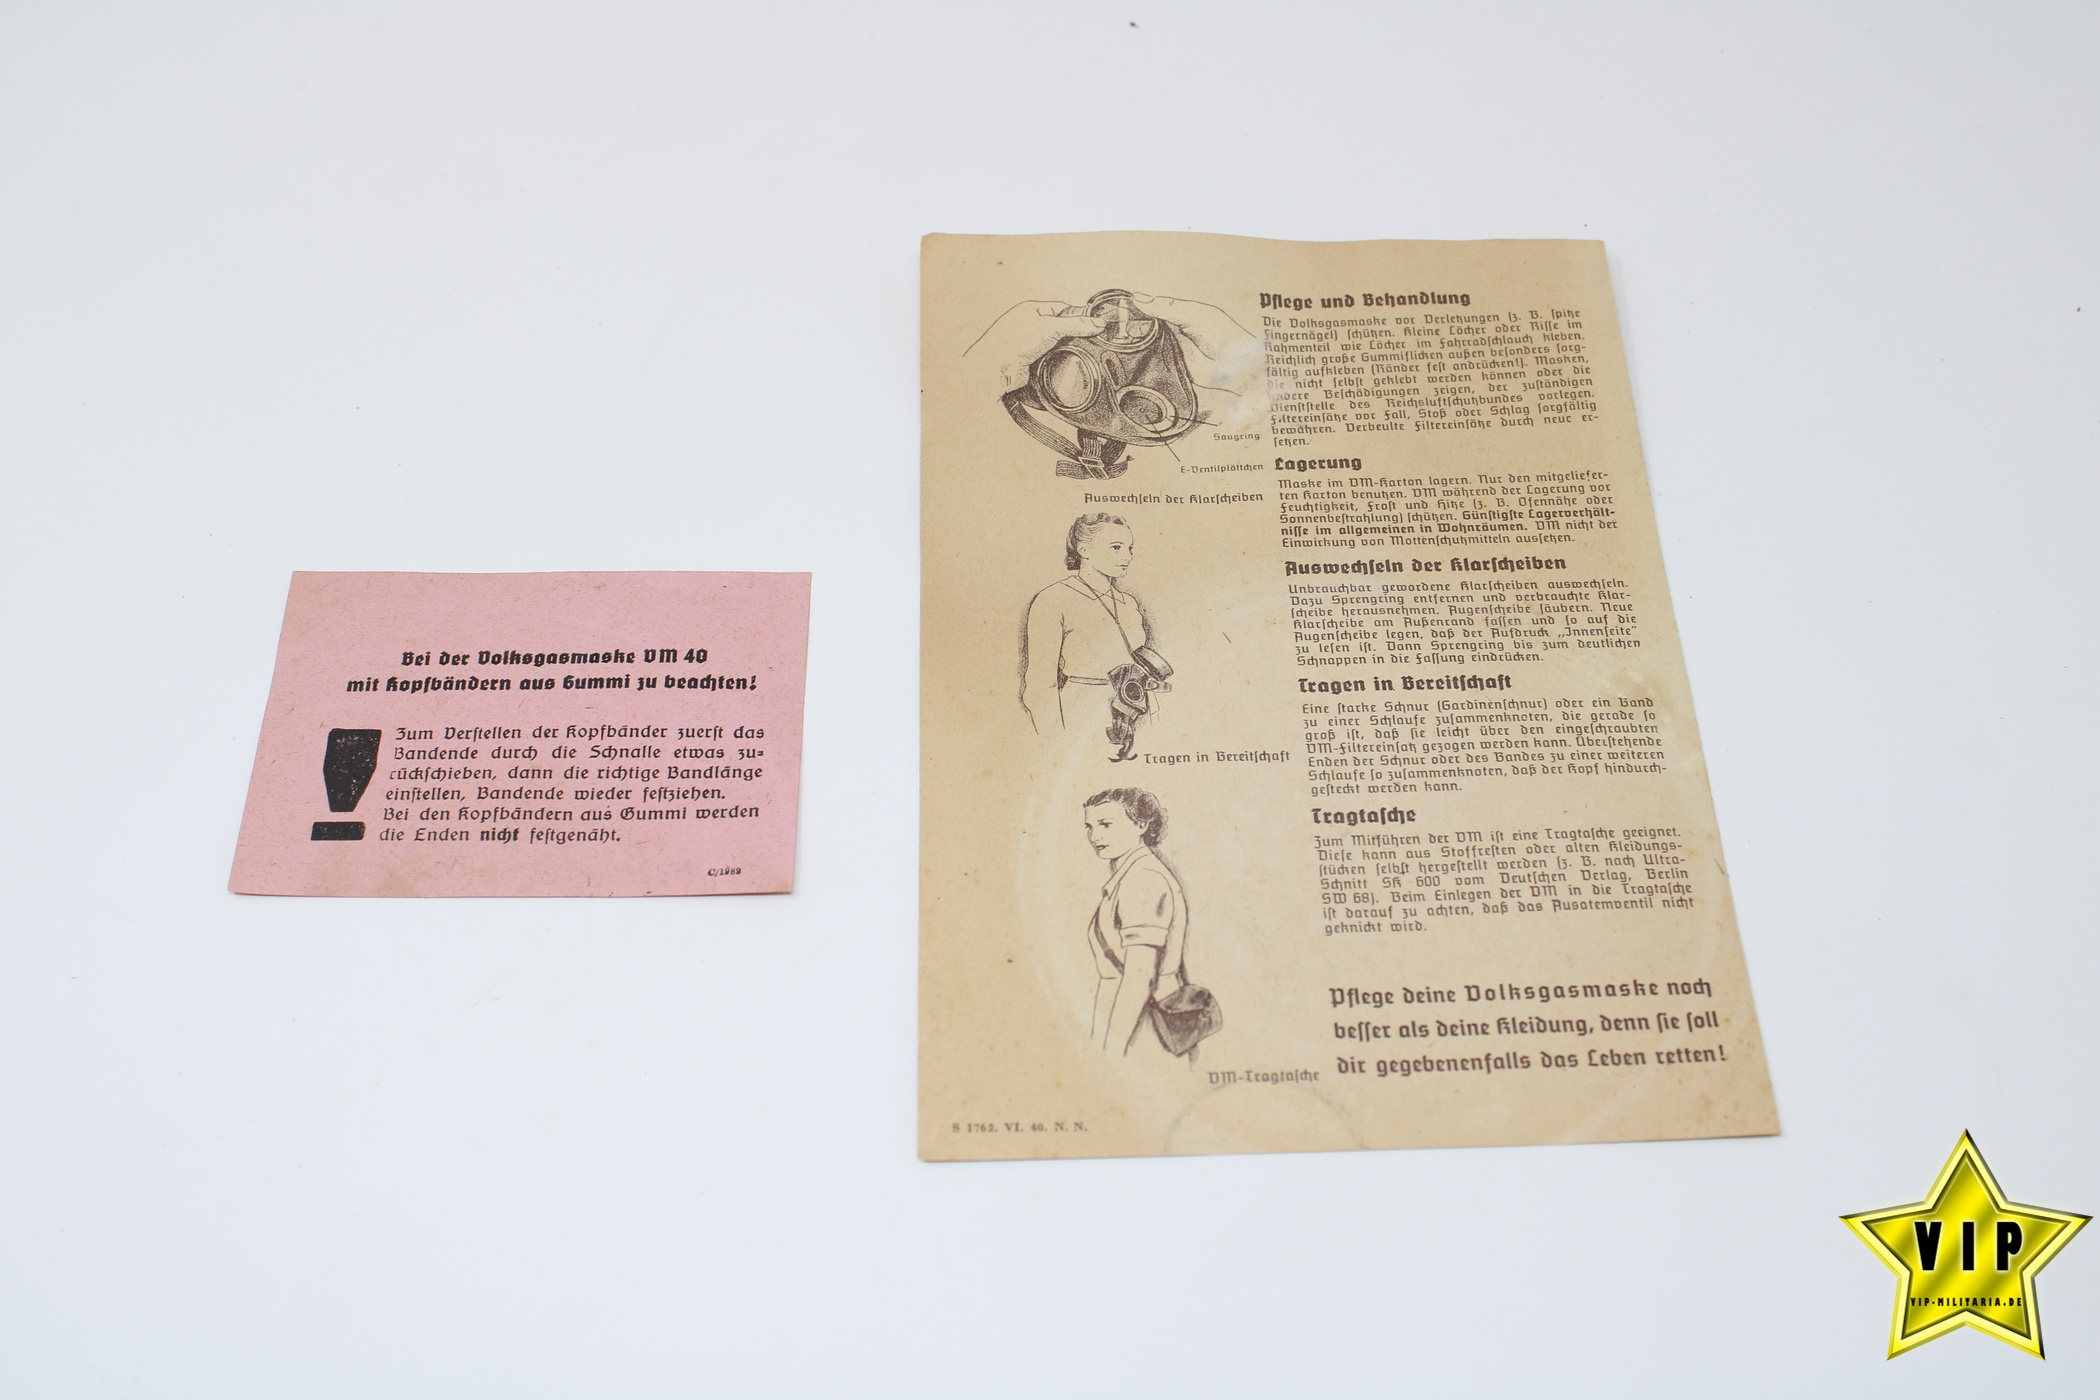 Bei der Volksgasmaske VM 40
mit Kopfbändern aus Gummi zu beachten!
Zum Verstellen der Kopfbänder zuerst das
Bandende durch die Schnalle etwas zu=
rückschieben, dann die richtige Bandlänge
einstellen, Bandende wieder festziehen.
Bei den Kopfbändern aus Gummi werden
die Enden nicht festgenäht.
C/1989
Saugring
E-Ventilplättchen
Auswechseln der Klarscheiben
Tragen in Bereitschaft
VM-Tragtasche
S 1762. VI. 40. N. N.
Pflege und Behandlung
Die Volksgasmaske vor Verletzungen (z. B. spitze
Fingernägel) schützen. Kleine Löcher oder Risse im
Rahmenteil wie Löcher im Fahrradschlauch kleben.
Reichlich große Gummiflicken außen besonders sorg-
fältig aufkleben (Ränder fest andrücken!). Masken,
die nicht selbst geklebt werden können oder die
andere Beschädigungen zeigen, der zuständigen
Dienststelle des Reichsluftschutzbundes vorlegen.
Filtereinsätze vor Fall, Stoß oder Schlag sorgfältig
bewahren. Verbeulte Filtereinsätze durch neue er-
setzen.
Lagerung
Maske im VM-Karton lagern. Nur den mitgeliefer-
ten Karton benutzen. VM während der Lagerung vor
Feuchtigkeit, Frost und Hitze (z. B. Ofennähe oder
Sonnenbestrahlung) schützen. Günstigste Lagerverhält-
nisse im allgemeinen in Wohnräumen. VM nicht der
Einwirkung von Mottenschutzmitteln aussetzen.
Auswechseln der Klarscheiben
Unbrauchbar gewordene Klarscheiben auswechseln.
Dazu Sprengring entfernen und verbrauchte Klar-
scheibe herausnehmen. Augenscheibe säubern. Neue
Klarscheibe am Außenrand fassen und so auf die
Augenscheibe legen, daß der Aufdruck „Innenseite"
zu lesen ist. Dann Sprengring bis zum deutlichen
Schnappen in die Fassung eindrücken.
Tragen in Bereitschaft
Eine starke Schnur (Gardinenschnur) oder ein Band
zu einer Schlaufe zusammenknoten, die gerade so
groß ist, daß sie leicht über den eingeschraubten
VM-Filtereinsatz gezogen werden kann. Überstehende
Enden der Schnur oder des Bandes zu einer weiteren
Schlaufe so zusammenknoten, daß der Kopf hindurch-
gesteckt werden kann.
Tragtasche
Zum Mitführen der VM ist eine Tragtasche geeignet.
Diese kann aus Stoffresten oder alten Kleidungs-
stücken selbst hergestellt werden (z. B. nach Ultra-
Schnitt SK 600 vom Deutschen Verlag, Berlin
SW 68). Beim Einlegen der VM in die Tragtasche
ist darauf zu achten, daß das Ausatemventil nicht
geknickt wird.
Pflege deine Volksgasmaske noch
besser als deine Kleidung, denn sie soll
dir gegebenenfalls das Leben retten!
VIP
VIP-MILITARIA.DE